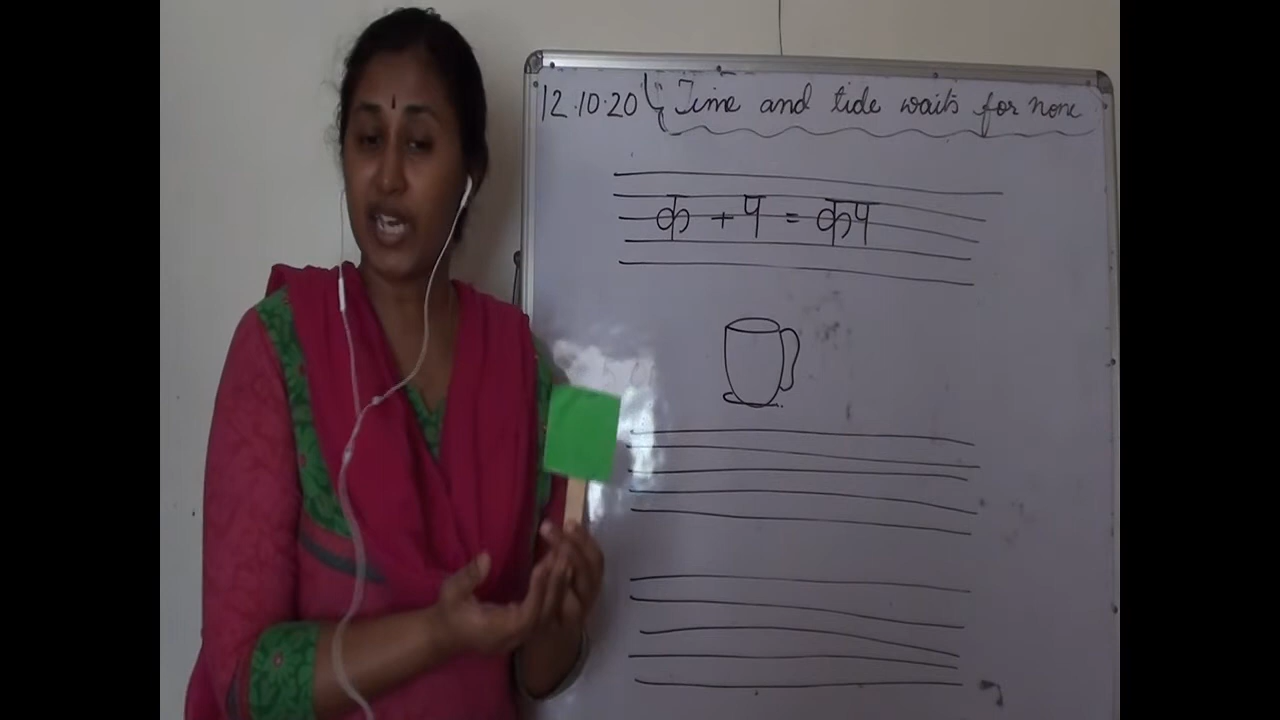 12.10.20 Time and tide waits for none
क + प = कप